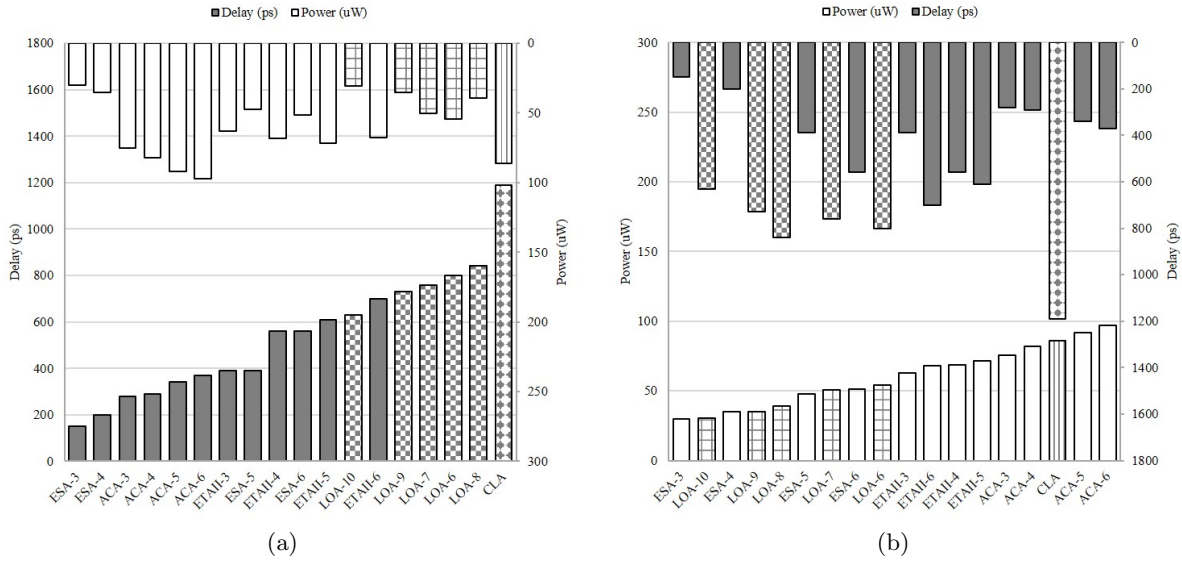 Delay (ps) Power (uW)
1800
1600
1400
1200
1000
800
600
400
200
0
Delay (ps)
0
50
100
150
200
250
300
Power (uW)
ESA-3
ESA-4
ACA-3
ACA-4
ACA-5
ACA-6
ETAII-3
ESA-5
ETAII-4
ESA-6
ETAII-5
LOA-10
ETAII-6
LOA-9
LOA-7
LOA-6
LOA-8
CLA
(a)
Power (uW) Delay (ps)
300
250
200
150
100
50
0
Power (uW)
0
200
400
600
800
1000
1200
1400
1600
1800
Delay (ps)
ESA-3
LOA-10
ESA-4
LOA-9
LOA-8
ESA-5
LOA-7
ESA-6
LOA-6
ETAII-3
ETAII-6
ETAII-4
ETAII-5
ACA-3
ACA-4
CLA
ACA-5
ACA-6
(b)